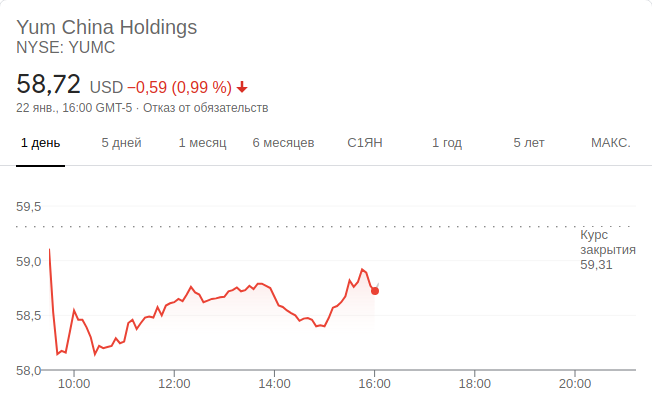 Yum China Holdings
NYSE: YUMC
58,72 USD −0,59 (0,99 %)
22 янв., 16:00 GMT-5 · Отказ от обязательств
1 день 5 дней 1 месяц 6 месяцев С1ЯН 1 год 5 лет МАКС.
59,5
Курс
закрытия
59,31
59,0
58,5
58,0
10:00 12:00 14:00 16:00 18:00 20:00